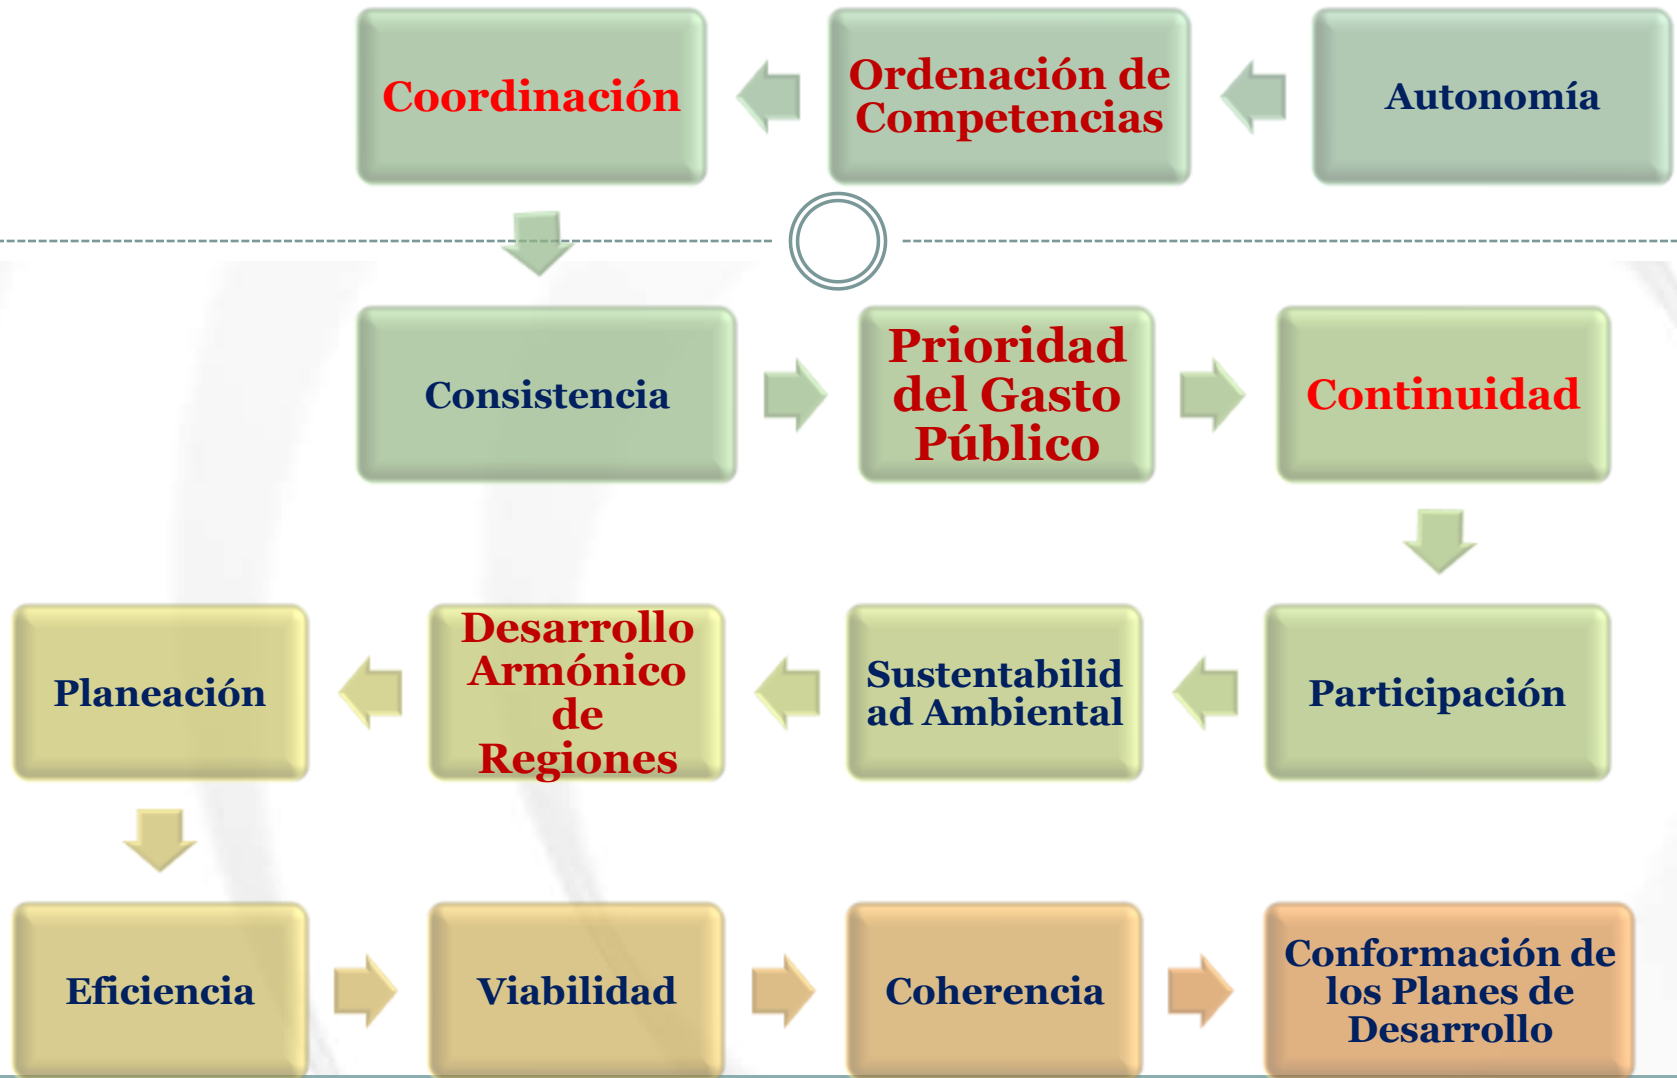 Coordinación
Ordenación de
Competencias
Autonomía
Consistencia
Prioridad
del Gasto
Público
Continuidad
Planeación
Desarrollo
Armónico
de
Regiones
Sustentabilid
ad Ambiental
Participación
Eficiencia
Viabilidad
Coherencia
Conformación de
los Planes de
Desarrollo